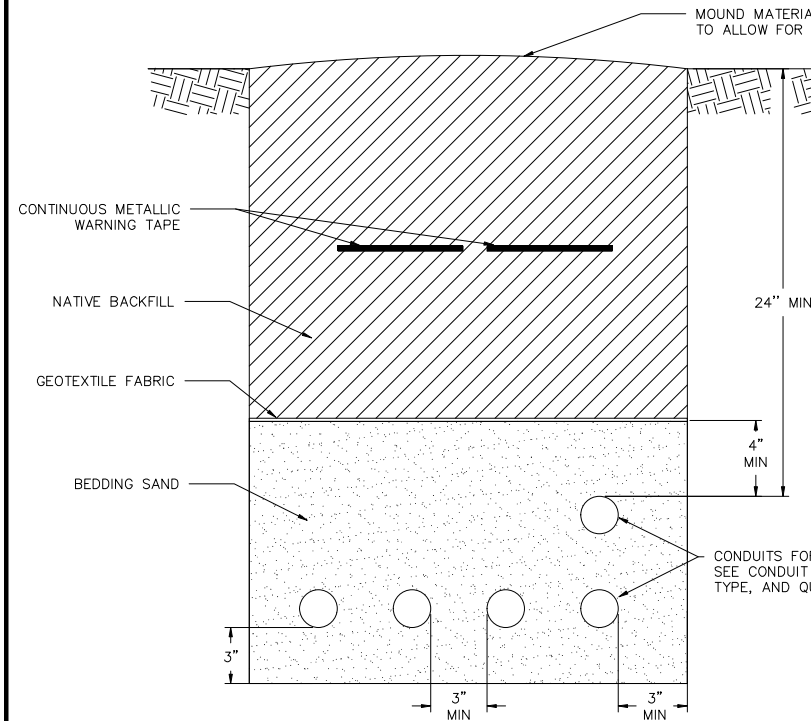 MOUND MATERIA
TO ALLOW FOR
CONTINUOUS METALLIC
WARNING TAPE
NATIVE BACKFILL
24'' MIN
GEOTEXTILE FABRIC
4"
MIN
BEDDING SAND
CONDUITS FO
SEE CONDUIT
TYPE, AND QU
3"
3"
MIN
3"
MIN